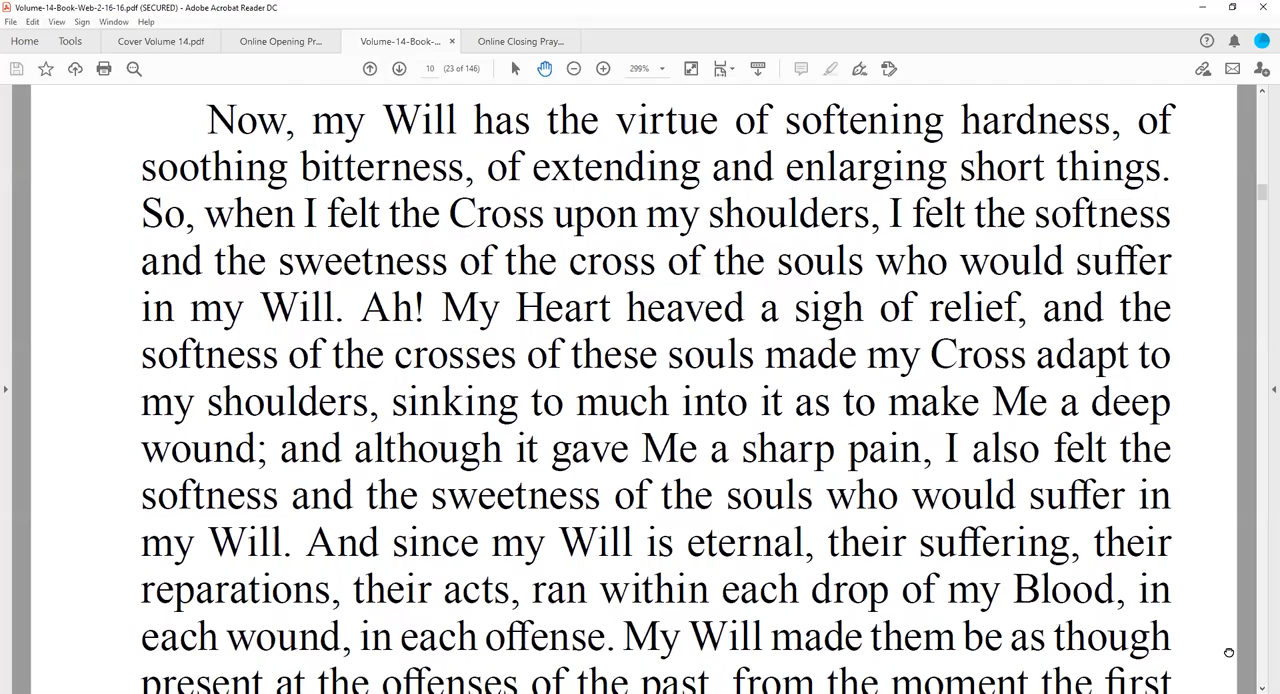 Volume-14-Book-Web-2-16-16.pdf (SECURED) - Adobe Acrobat Reader DC
File Edit View Sign Window Help
Home Tools Cover Volume 14.pdf Online Opening Pr... Volume-14-Book-... × Online Closing Pray...
10 (23 of 146) 299%
Now, my Will has the virtue of softening hardness, of
soothing bitterness, of extending and enlarging short things.
So, when I felt the Cross upon my shoulders, I felt the softness
and the sweetness of the cross of the souls who would suffer
in my Will. Ah! My Heart heaved a sigh of relief, and the
softness of the crosses of these souls made my Cross adapt to
my shoulders, sinking to much into it as to make Me a deep
wound; and although it gave Me a sharp pain, I also felt the
softness and the sweetness of the souls who would suffer in
my Will. And since my Will is eternal, their suffering, their
reparations, their acts, ran within each drop of my Blood, in
each wound, in each offense. My Will made them be as though
present at the offenses of the past, from the moment the first